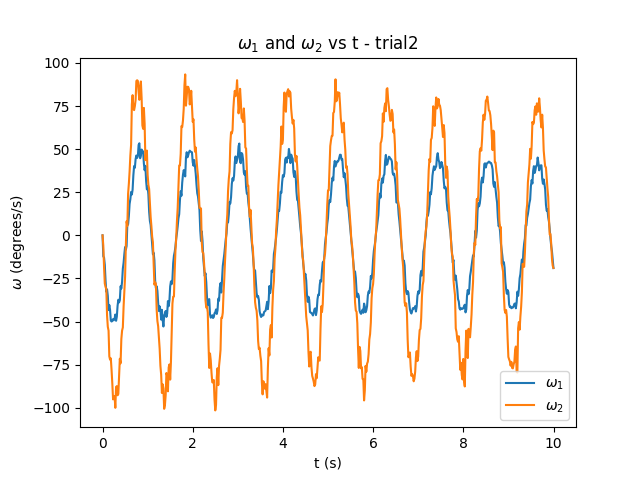 ω₁ and ω₂ vs t - trial2
ω (degrees/s)
100
75
50
25
0
−25
−50
−75
−100
0 2 4 6 8 10
t (s)
ω₁
ω₂